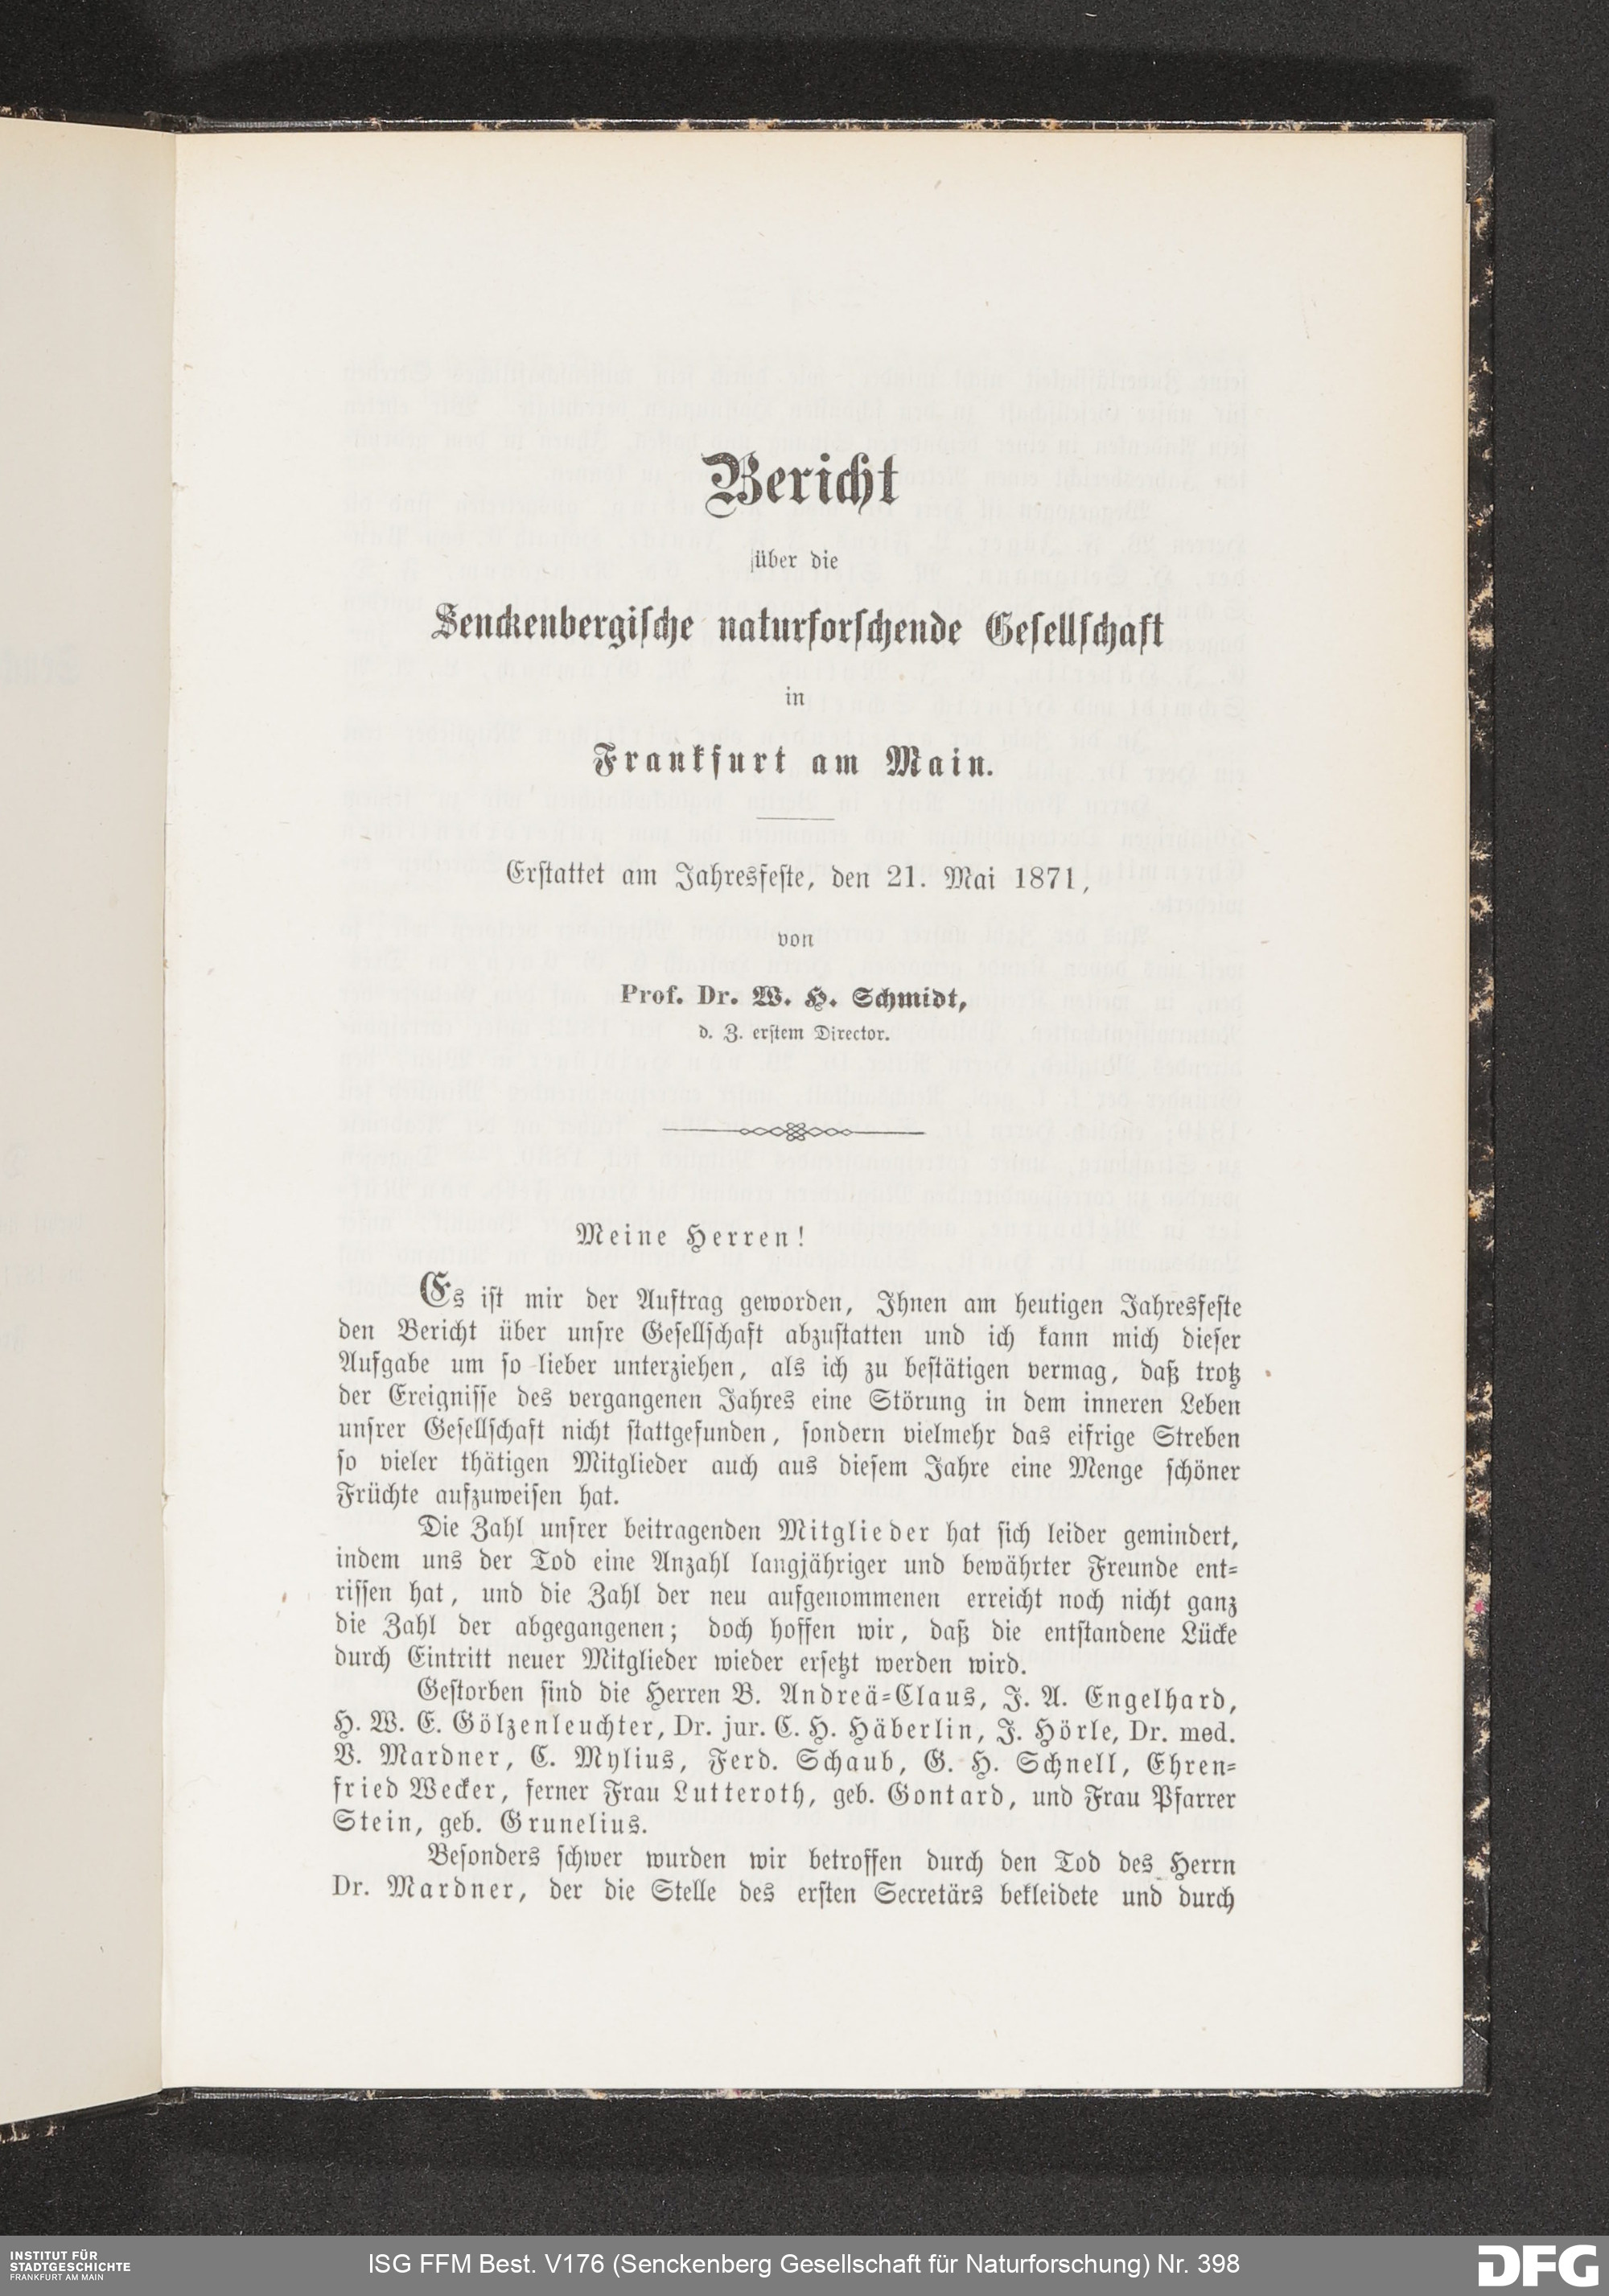 Bericht
über die
Senckenbergische naturforschende Gesellschaft
in
Frankfurt am Main.
Erstattet am Jahresfeste, den 21. Mai 1871,
von
Prof. Dr. W. H. Schmidt,
d. Z. erstem Director.
Meine Herren!
Es ist mir der Auftrag geworden, Ihnen am heutigen Jahresfeste
den Bericht über unsre Gesellschaft abzustatten und ich kann mich dieser
Aufgabe um so lieber unterziehen, als ich zu bestätigen vermag, daß trotz
der Ereignisse des vergangenen Jahres eine Störung in dem inneren Leben
unsrer Gesellschaft nicht stattgefunden, sondern vielmehr das eifrige Streben
so vieler thätigen Mitglieder auch aus diesem Jahre eine Menge schöner
Früchte aufzuweisen hat.
Die Zahl unsrer beitragenden Mitglieder hat sich leider gemindert,
indem uns der Tod eine Anzahl langjähriger und bewährter Freunde ent-
rissen hat, und die Zahl der neu aufgenommenen erreicht noch nicht ganz
die Zahl der abgegangenen; doch hoffen wir, daß die entstandene Lücke
durch Eintritt neuer Mitglieder wieder ersetzt werden wird.
Gestorben sind die Herren B. Andreä-Claus, J. A. Engelhard,
H. W. E. Gölzenleuchter, Dr. jur. C. H. Häberlin, J. Hörle, Dr. med.
V. Mardner, C. Mylius, Ferd. Schaub, G. H. Schnell, Ehren-
fried Wecker, ferner Frau Lutteroth, geb. Gontard, und Frau Pfarrer
Stein, geb. Grunelius.
Besonders schwer wurden wir betroffen durch den Tod des Herrn
Dr. Mardner, der die Stelle des ersten Secretärs bekleidete und durch
INSTITUT FÜR
STADTGESCHICHTE
FRANKFURT AM MAIN
ISG FFM Best. V176 (Senckenberg Gesellschaft für Naturforschung) Nr. 398
DFG